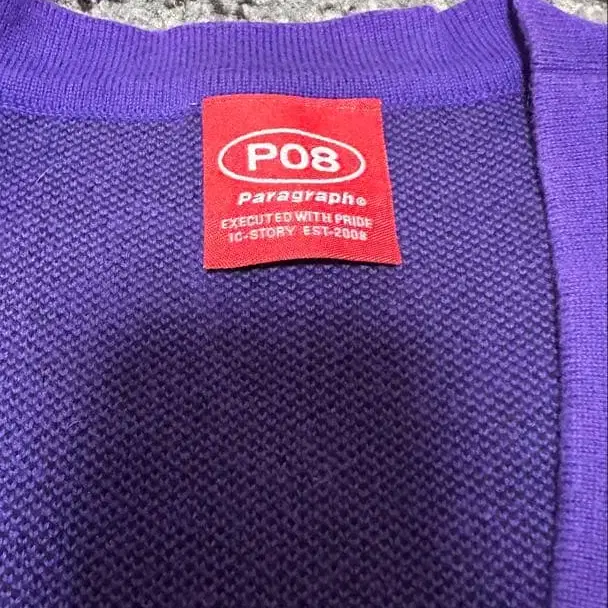 P08
Paragraph®
EXECUTED WITH PRIDE
IC-STORY EST-2008